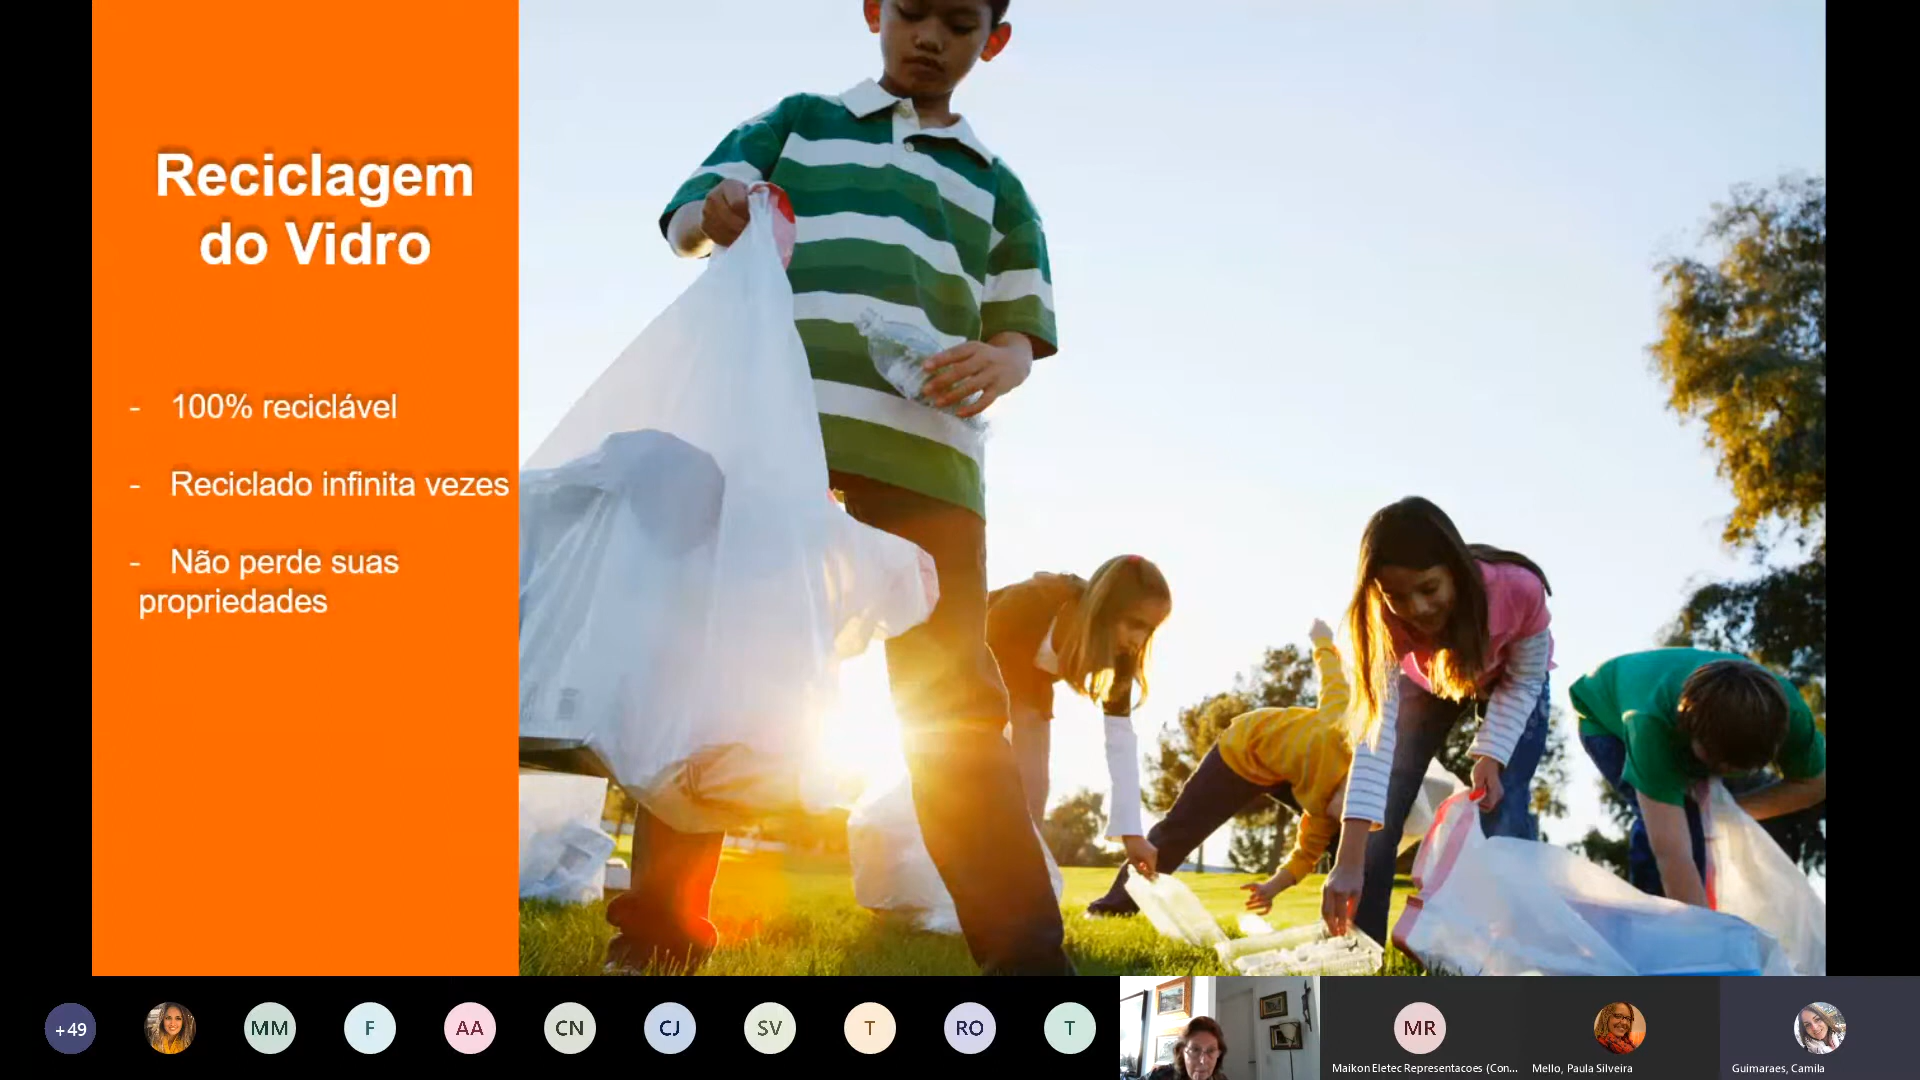 Reciclagem
do Vidro
- 100% reciclável
- Reciclado infinita vezes
- Não perde suas
propriedades
+49
MM
F
AA
CN
CJ
SV
T
RO
T
MR
Maikon Eletec Representacoes (Con...
Mello, Paula Silveira
Guimaraes, Camila